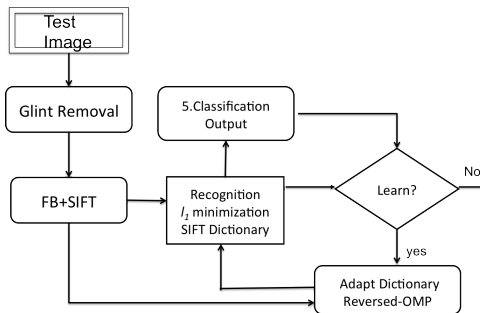 Test
Image
Glint Removal
5.Classification
Output
FB+SIFT
Recognition
l1 minimization
SIFT Dictionary
Learn?
No
yes
Adapt Dictionary
Reversed-OMP